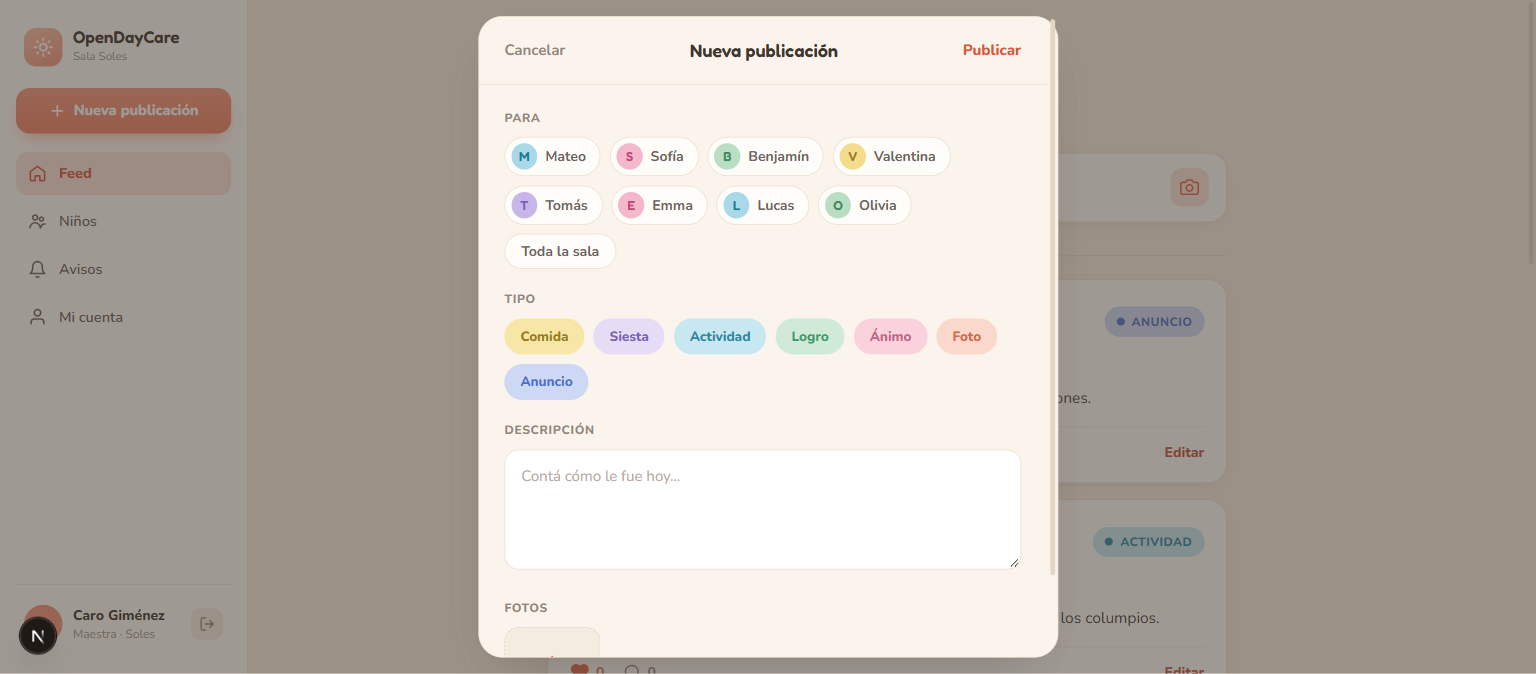 OpenDayCare
Sala Soles
Nueva publicación
Feed
Niños
Avisos
Mi cuenta
Caro Giménez
Maestra · Soles
N
Cancelar
Nueva publicación
Publicar
PARA
M Mateo
S Sofía
B Benjamín
V Valentina
T Tomás
E Emma
L Lucas
O Olivia
Toda la sala
TIPO
Comida
Siesta
Actividad
Logro
Ánimo
Foto
Anuncio
DESCRIPCIÓN
Contá cómo le fue hoy...
FOTOS
ANUNCIO
ones.
Editar
ACTIVIDAD
los columpios.
0
0
Editar